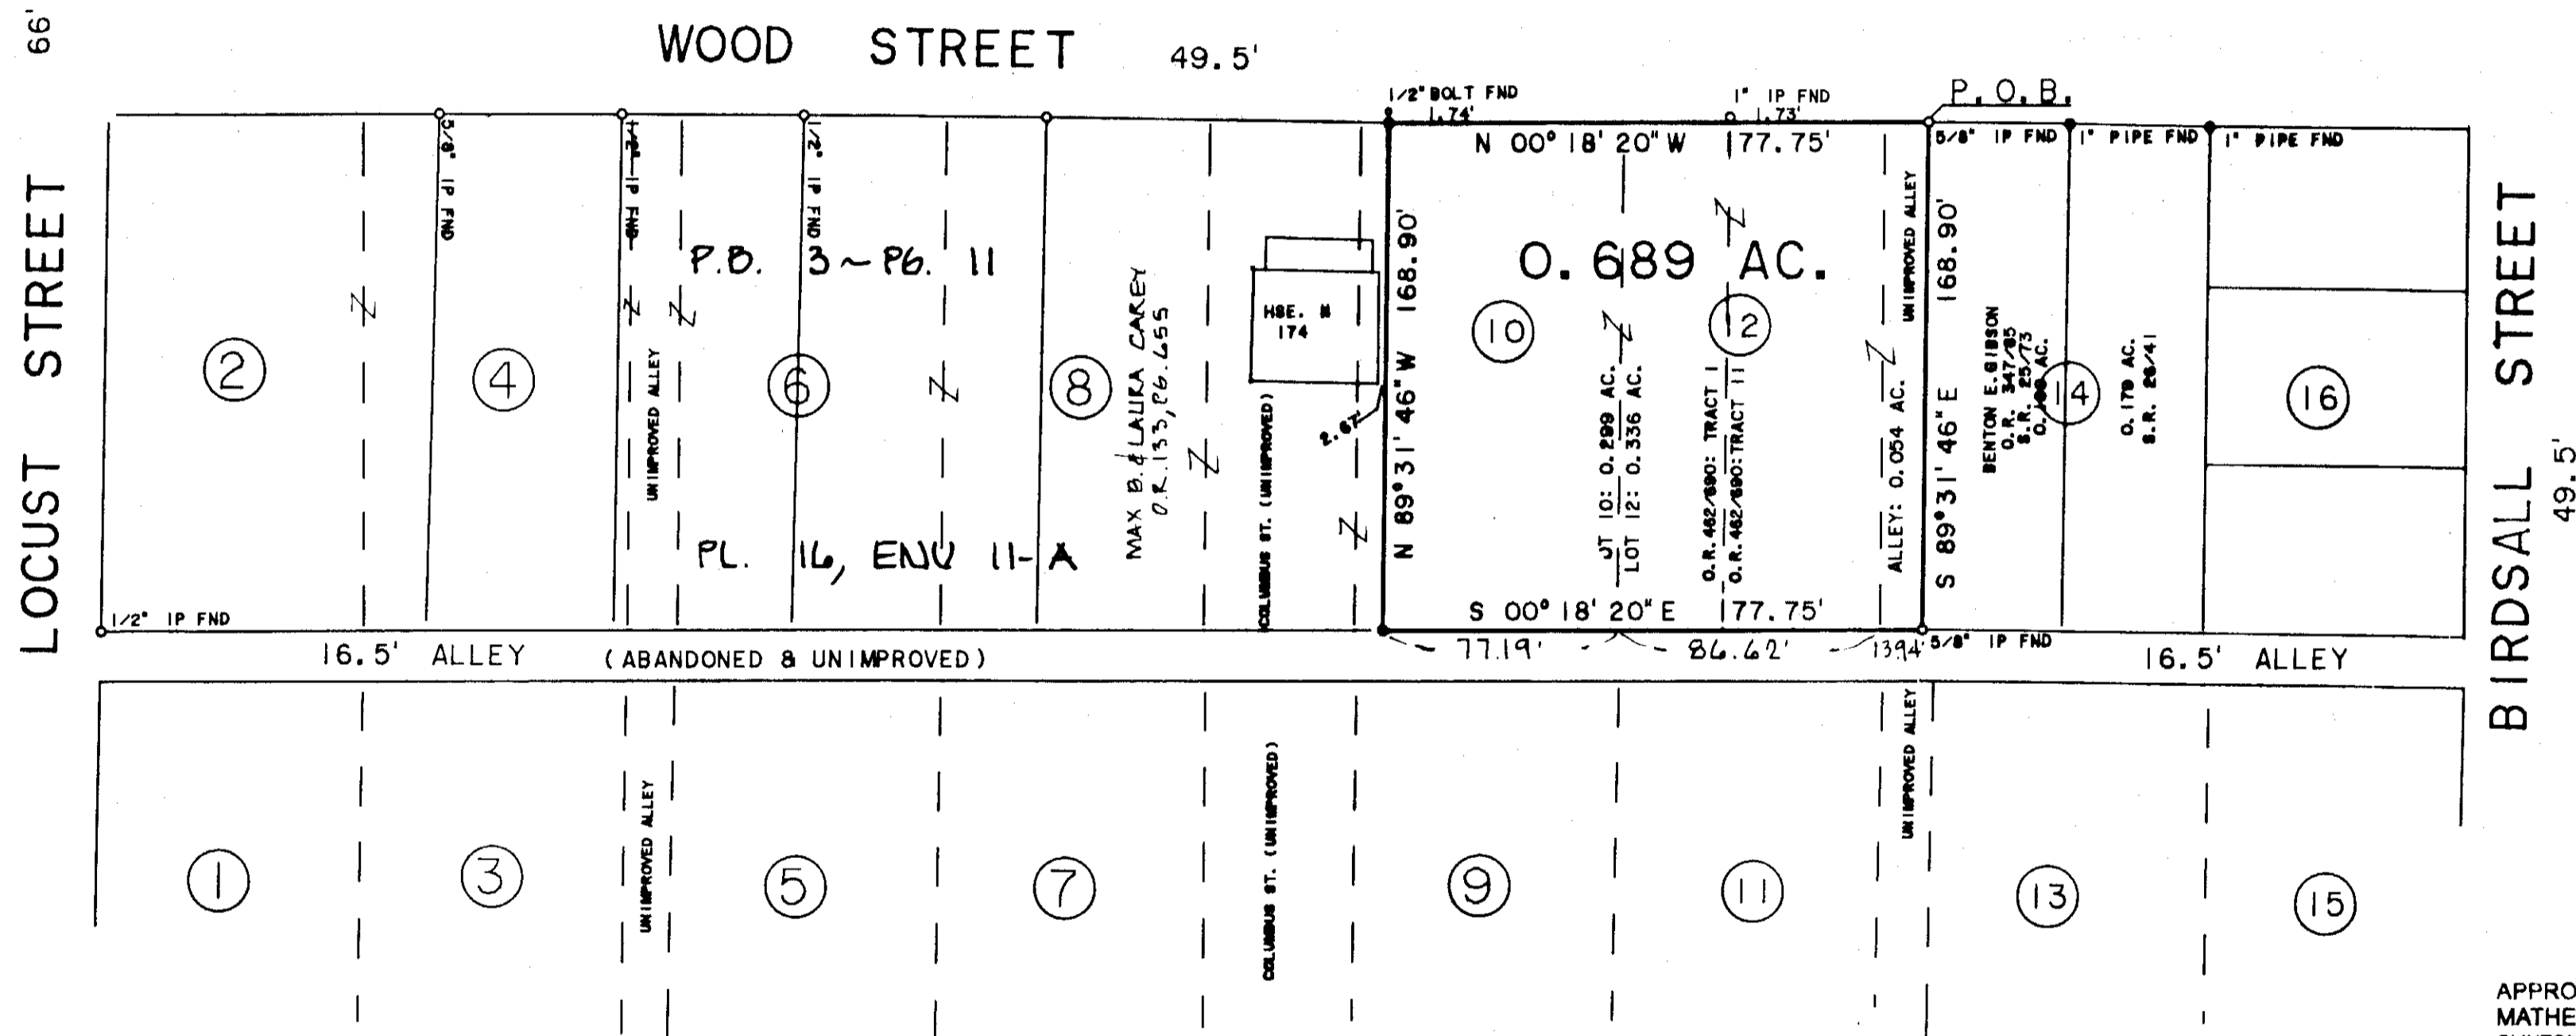 66'
WOOD STREET 49.5'
LOCUST STREET
BIRDSALL STREET
49.5'
1/2" BOLT FND
1.74'
1" IP FND
1.73'
P.O.B.
N 00° 18' 20" W 177.75'
5/8" IP FND
1" PIPE FND
1" PIPE FND
5/8" IP FND
1/2" IP FND
1/2" IP FND
P.B. 3 ~ PG. 11
PL. 16, ENV 11-A
UNIMPROVED ALLEY
MAX B. & LAURA CAREY
O.R. 133, PG. 655
HSE. #
174
COLUMBUS ST. (UNIMPROVED)
2.67'
N 89° 31' 46" W 168.90'
0.689 AC.
LOT 10: 0.299 AC.
LOT 12: 0.336 AC.
O.R. 462/690: TRACT I
O.R. 462/690: TRACT II
ALLEY: 0.054 AC.
UNIMPROVED ALLEY
S 89° 31' 46" E 168.90'
BENTON E. GIBSON
O.R. 347/85
S.R. 25/73
AC.
0.179 AC.
S.R. 26/41
2
4
6
8
10
12
14
16
S 00° 18' 20" E 177.75'
1/2" IP FND
77.19'
86.62'
13.94'
5/8" IP FND
16.5' ALLEY (ABANDONED & UNIMPROVED)
16.5' ALLEY
UNIMPROVED ALLEY
COLUMBUS ST. (UNIMPROVED)
UNIMPROVED ALLEY
1
3
5
7
9
11
13
15
APPRO
MATHE